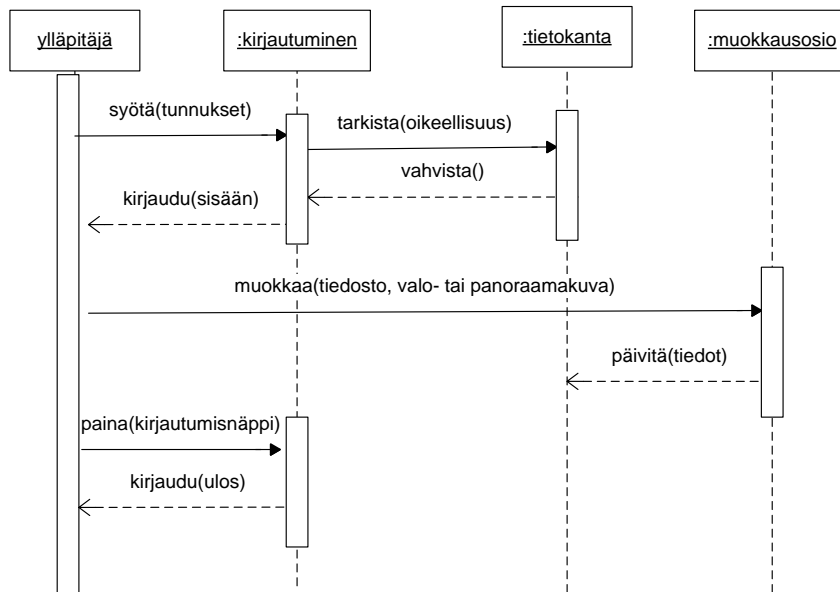 ylläpitäjä
:kirjautuminen
:tietokanta
:muokkausosio
syötä(tunnukset)
tarkista(oikeellisuus)
vahvista()
kirjaudu(sisään)
muokkaa(tiedosto, valo- tai panoraamakuva)
päivitä(tiedot)
paina(kirjautumisnäppi)
kirjaudu(ulos)